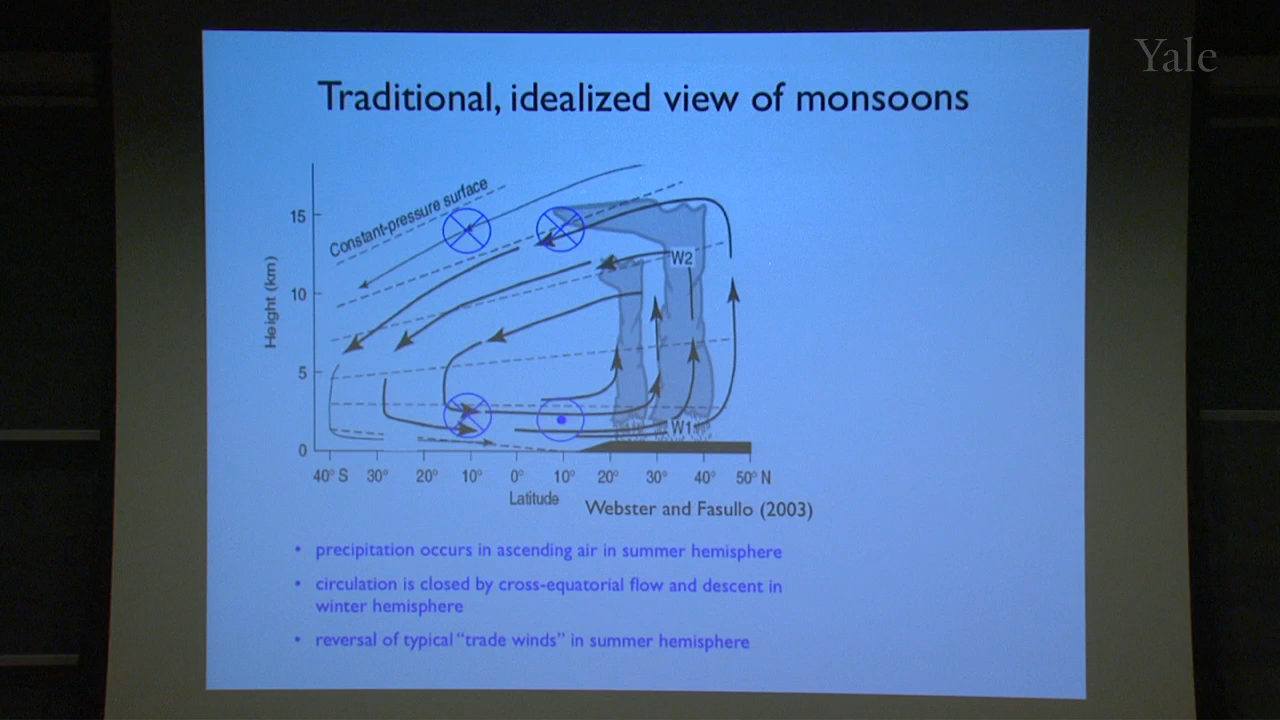 Yale
Traditional, idealized view of monsoons
Constant-pressure surface
15
10
5
0
Height (km)
W2
W1
40° S 30° 20° 10° 0° 10° 20° 30° 40° 50° N
Latitude
Webster and Fasullo (2003)
• precipitation occurs in ascending air in summer hemisphere
• circulation is closed by cross-equatorial flow and descent in
winter hemisphere
• reversal of typical "trade winds" in summer hemisphere